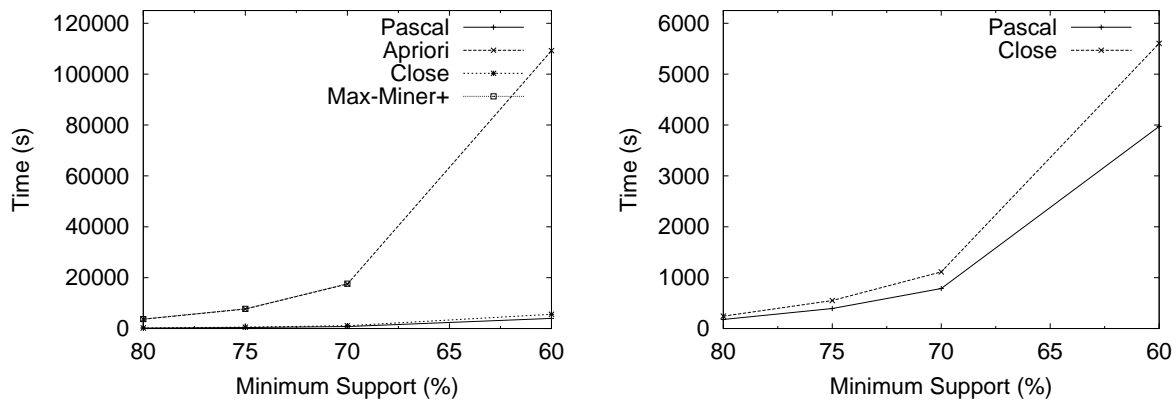 120000
100000
80000
60000
40000
20000
0
Time (s)
80
75
70
65
60
Minimum Support (%)
Pascal
Apriori
Close
Max-Miner+
6000
5000
4000
3000
2000
1000
0
Time (s)
80
75
70
65
60
Minimum Support (%)
Pascal
Close